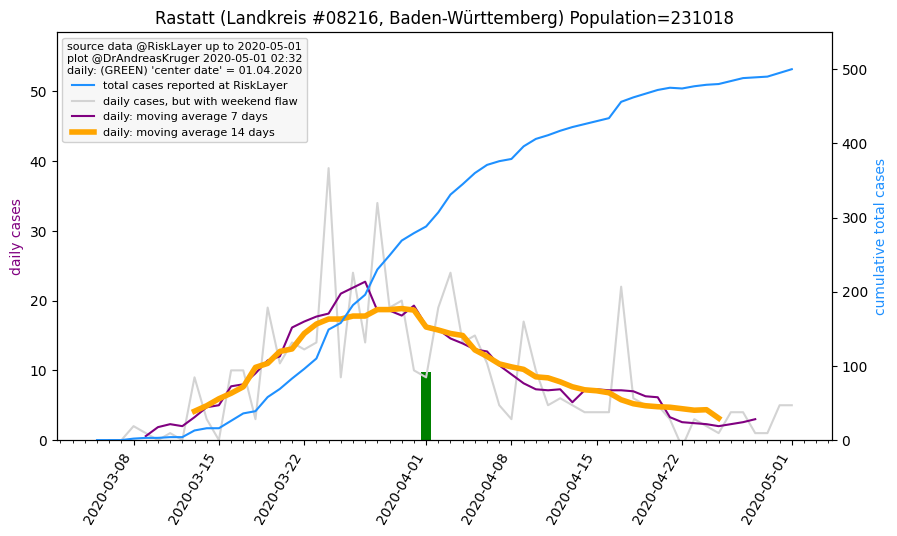 Rastatt (Landkreis #08216, Baden-Württemberg) Population=231018
source data @RiskLayer up to 2020-05-01
plot @DrAndreasKruger 2020-05-01 02:32
daily: (GREEN) 'center date' = 01.04.2020
total cases reported at RiskLayer
daily cases, but with weekend flaw
daily: moving average 7 days
daily: moving average 14 days
daily cases
50
40
30
20
10
0
cumulative total cases
500
400
300
200
100
0
2020-03-08
2020-03-15
2020-03-22
2020-04-01
2020-04-08
2020-04-15
2020-04-22
2020-05-01